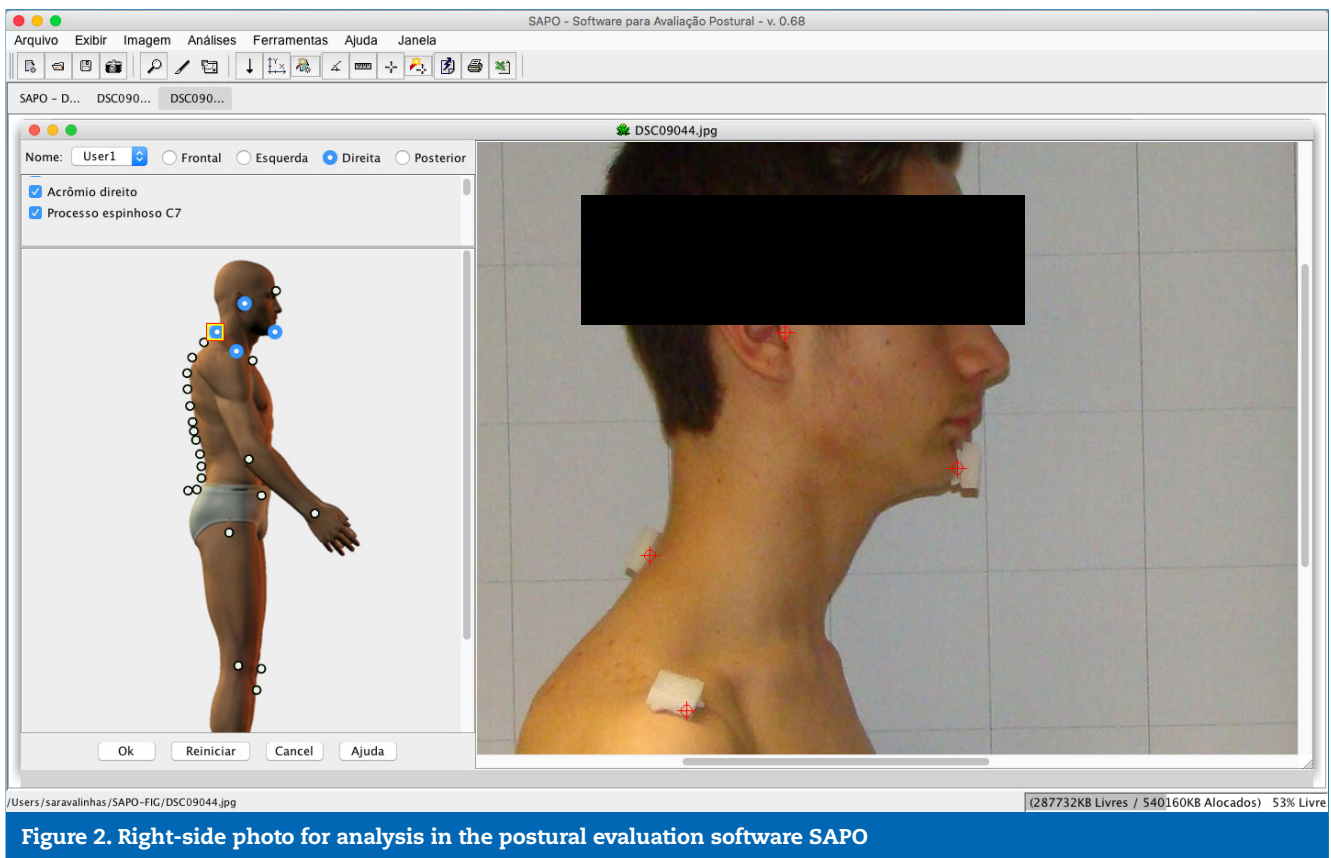 SAPO - Software para Avaliação Postural - v. 0.68
Arquivo Exibir Imagem Análises Ferramentas Ajuda Janela
SAPO – D... DSC090... DSC090...
DSC09044.jpg
Nome: User1 Frontal Esquerda Direita Posterior
Acrômio direito
Processo espinhoso C7
Ok Reiniciar Cancel Ajuda
/Users/saravalinhas/SAPO-FIG/DSC09044.jpg (287732KB Livres / 540160KB Alocados) 53% Livre
Figure 2. Right-side photo for analysis in the postural evaluation software SAPO